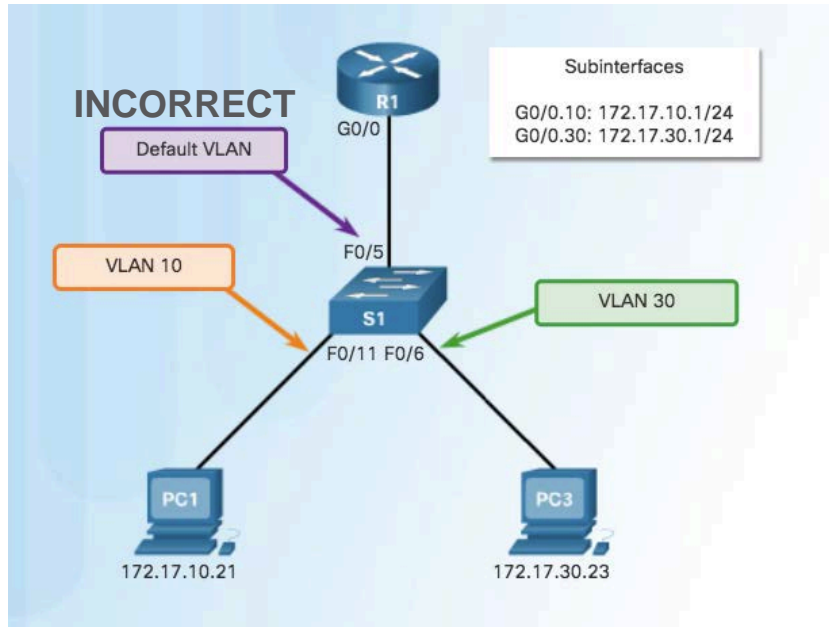 R1
Subinterfaces
G0/0.10: 172.17.10.1/24
G0/0.30: 172.17.30.1/24
INCORRECT
G0/0
Default VLAN
F0/5
VLAN 10
VLAN 30
S1
F0/11 F0/6
PC1
PC3
172.17.10.21
172.17.30.23